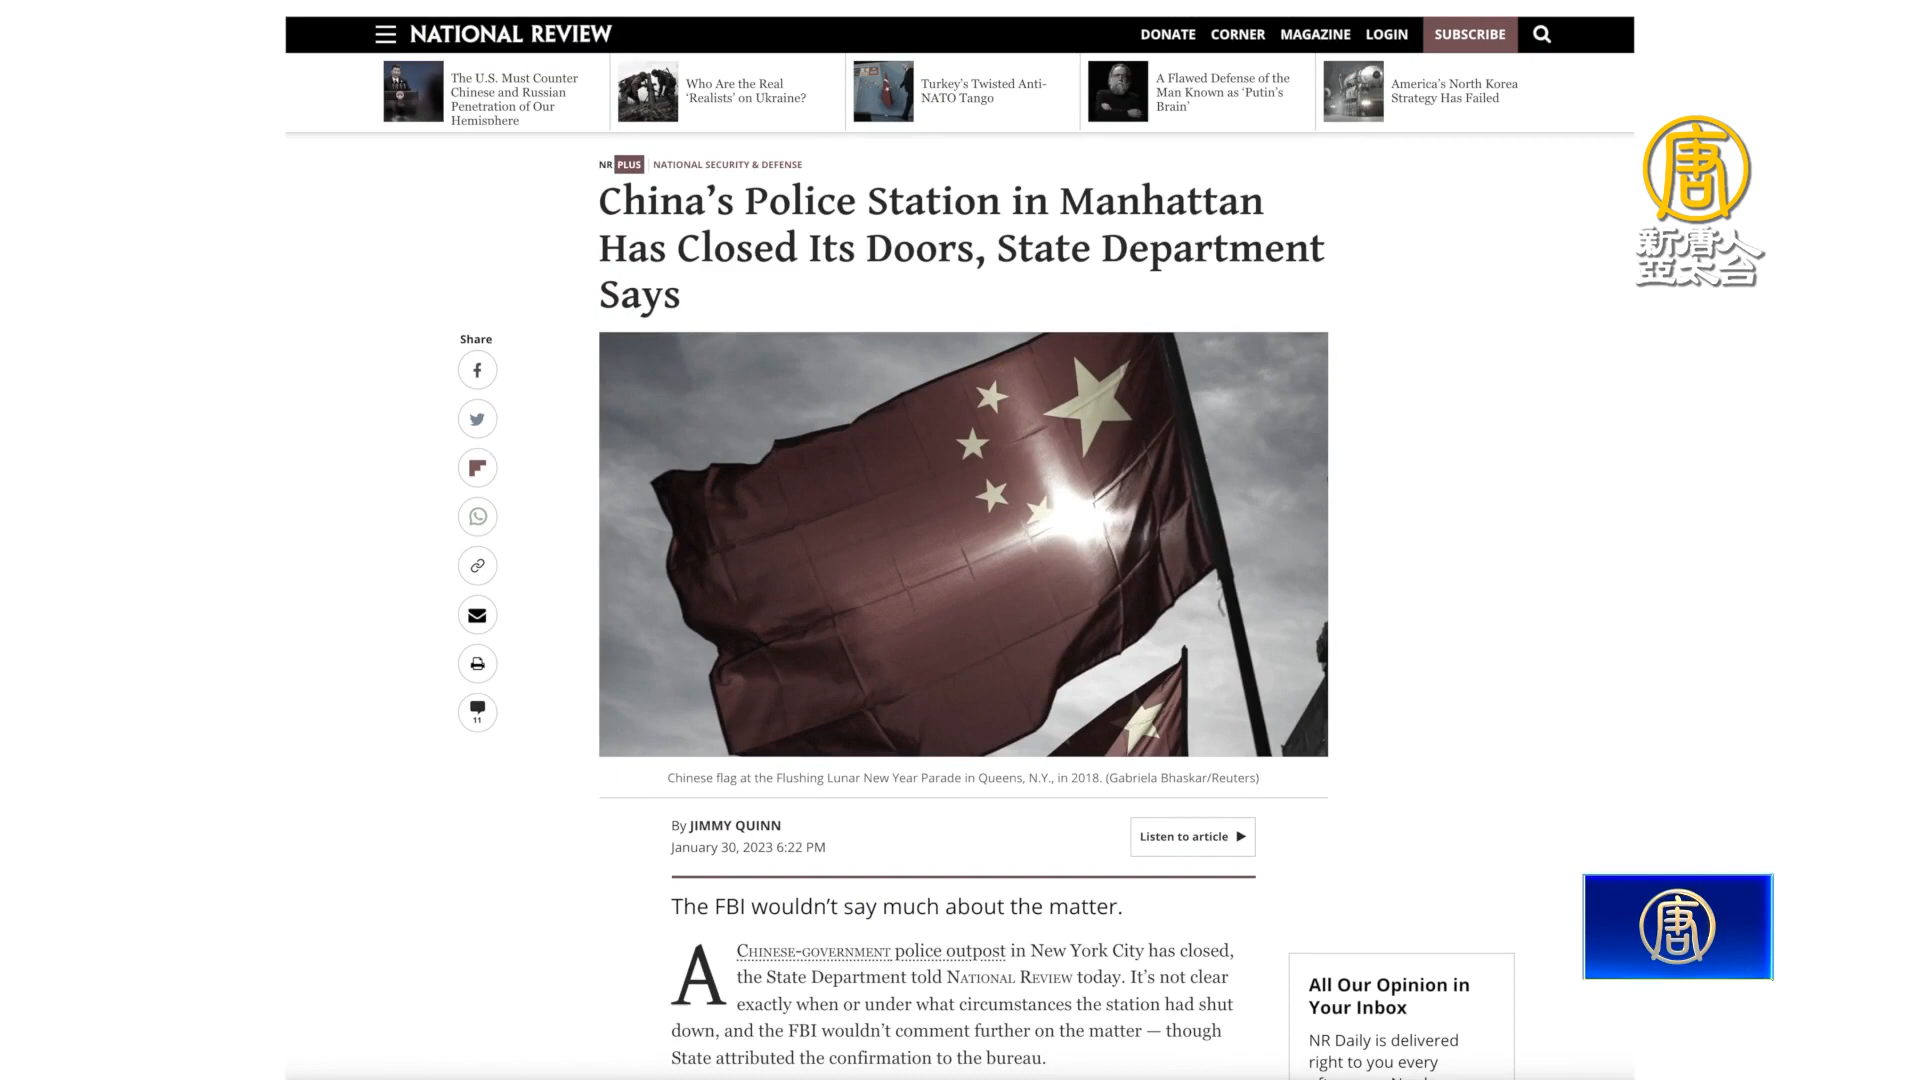 NATIONAL REVIEW
DONATE CORNER MAGAZINE LOGIN SUBSCRIBE
The U.S. Must Counter
Chinese and Russian
Penetration of Our
Hemisphere
Who Are the Real
‘Realists’ on Ukraine?
Turkey’s Twisted Anti-
NATO Tango
A Flawed Defense of the
Man Known as ‘Putin’s
Brain’
America’s North Korea
Strategy Has Failed
唐
新唐人
亞太台
NR PLUS NATIONAL SECURITY & DEFENSE
China’s Police Station in Manhattan
Has Closed Its Doors, State Department
Says
Share
11
Chinese flag at the Flushing Lunar New Year Parade in Queens, N.Y., in 2018. (Gabriela Bhaskar/Reuters)
By JIMMY QUINN
January 30, 2023 6:22 PM
Listen to article
The FBI wouldn’t say much about the matter.
A CHINESE-GOVERNMENT police outpost in New York City has closed,
the State Department told NATIONAL REVIEW today. It’s not clear
exactly when or under what circumstances the station had shut
down, and the FBI wouldn’t comment further on the matter — though
State attributed the confirmation to the bureau.
All Our Opinion in
Your Inbox
NR Daily is delivered
right to you every
唐